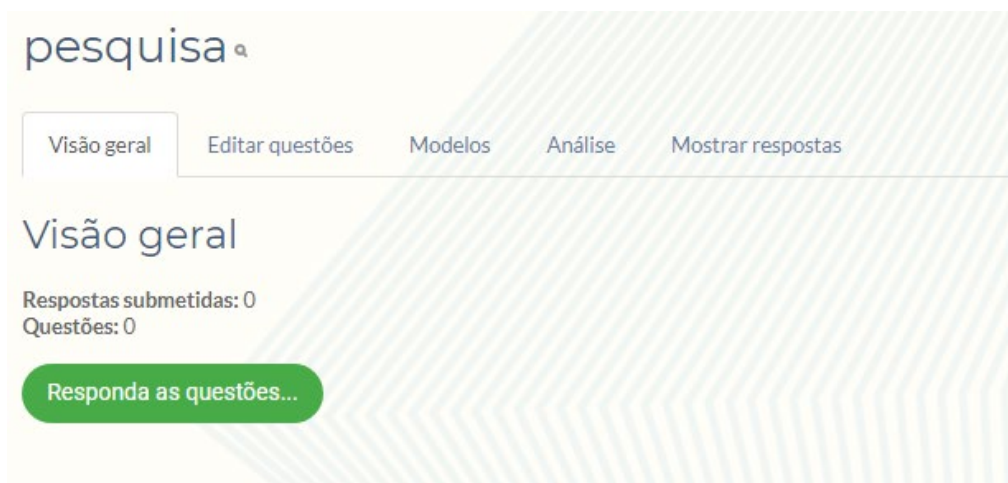 pesquisa
Visão geral Editar questões Modelos Análise Mostrar respostas
Visão geral
Respostas submetidas: 0
Questões: 0
Responda as questões...